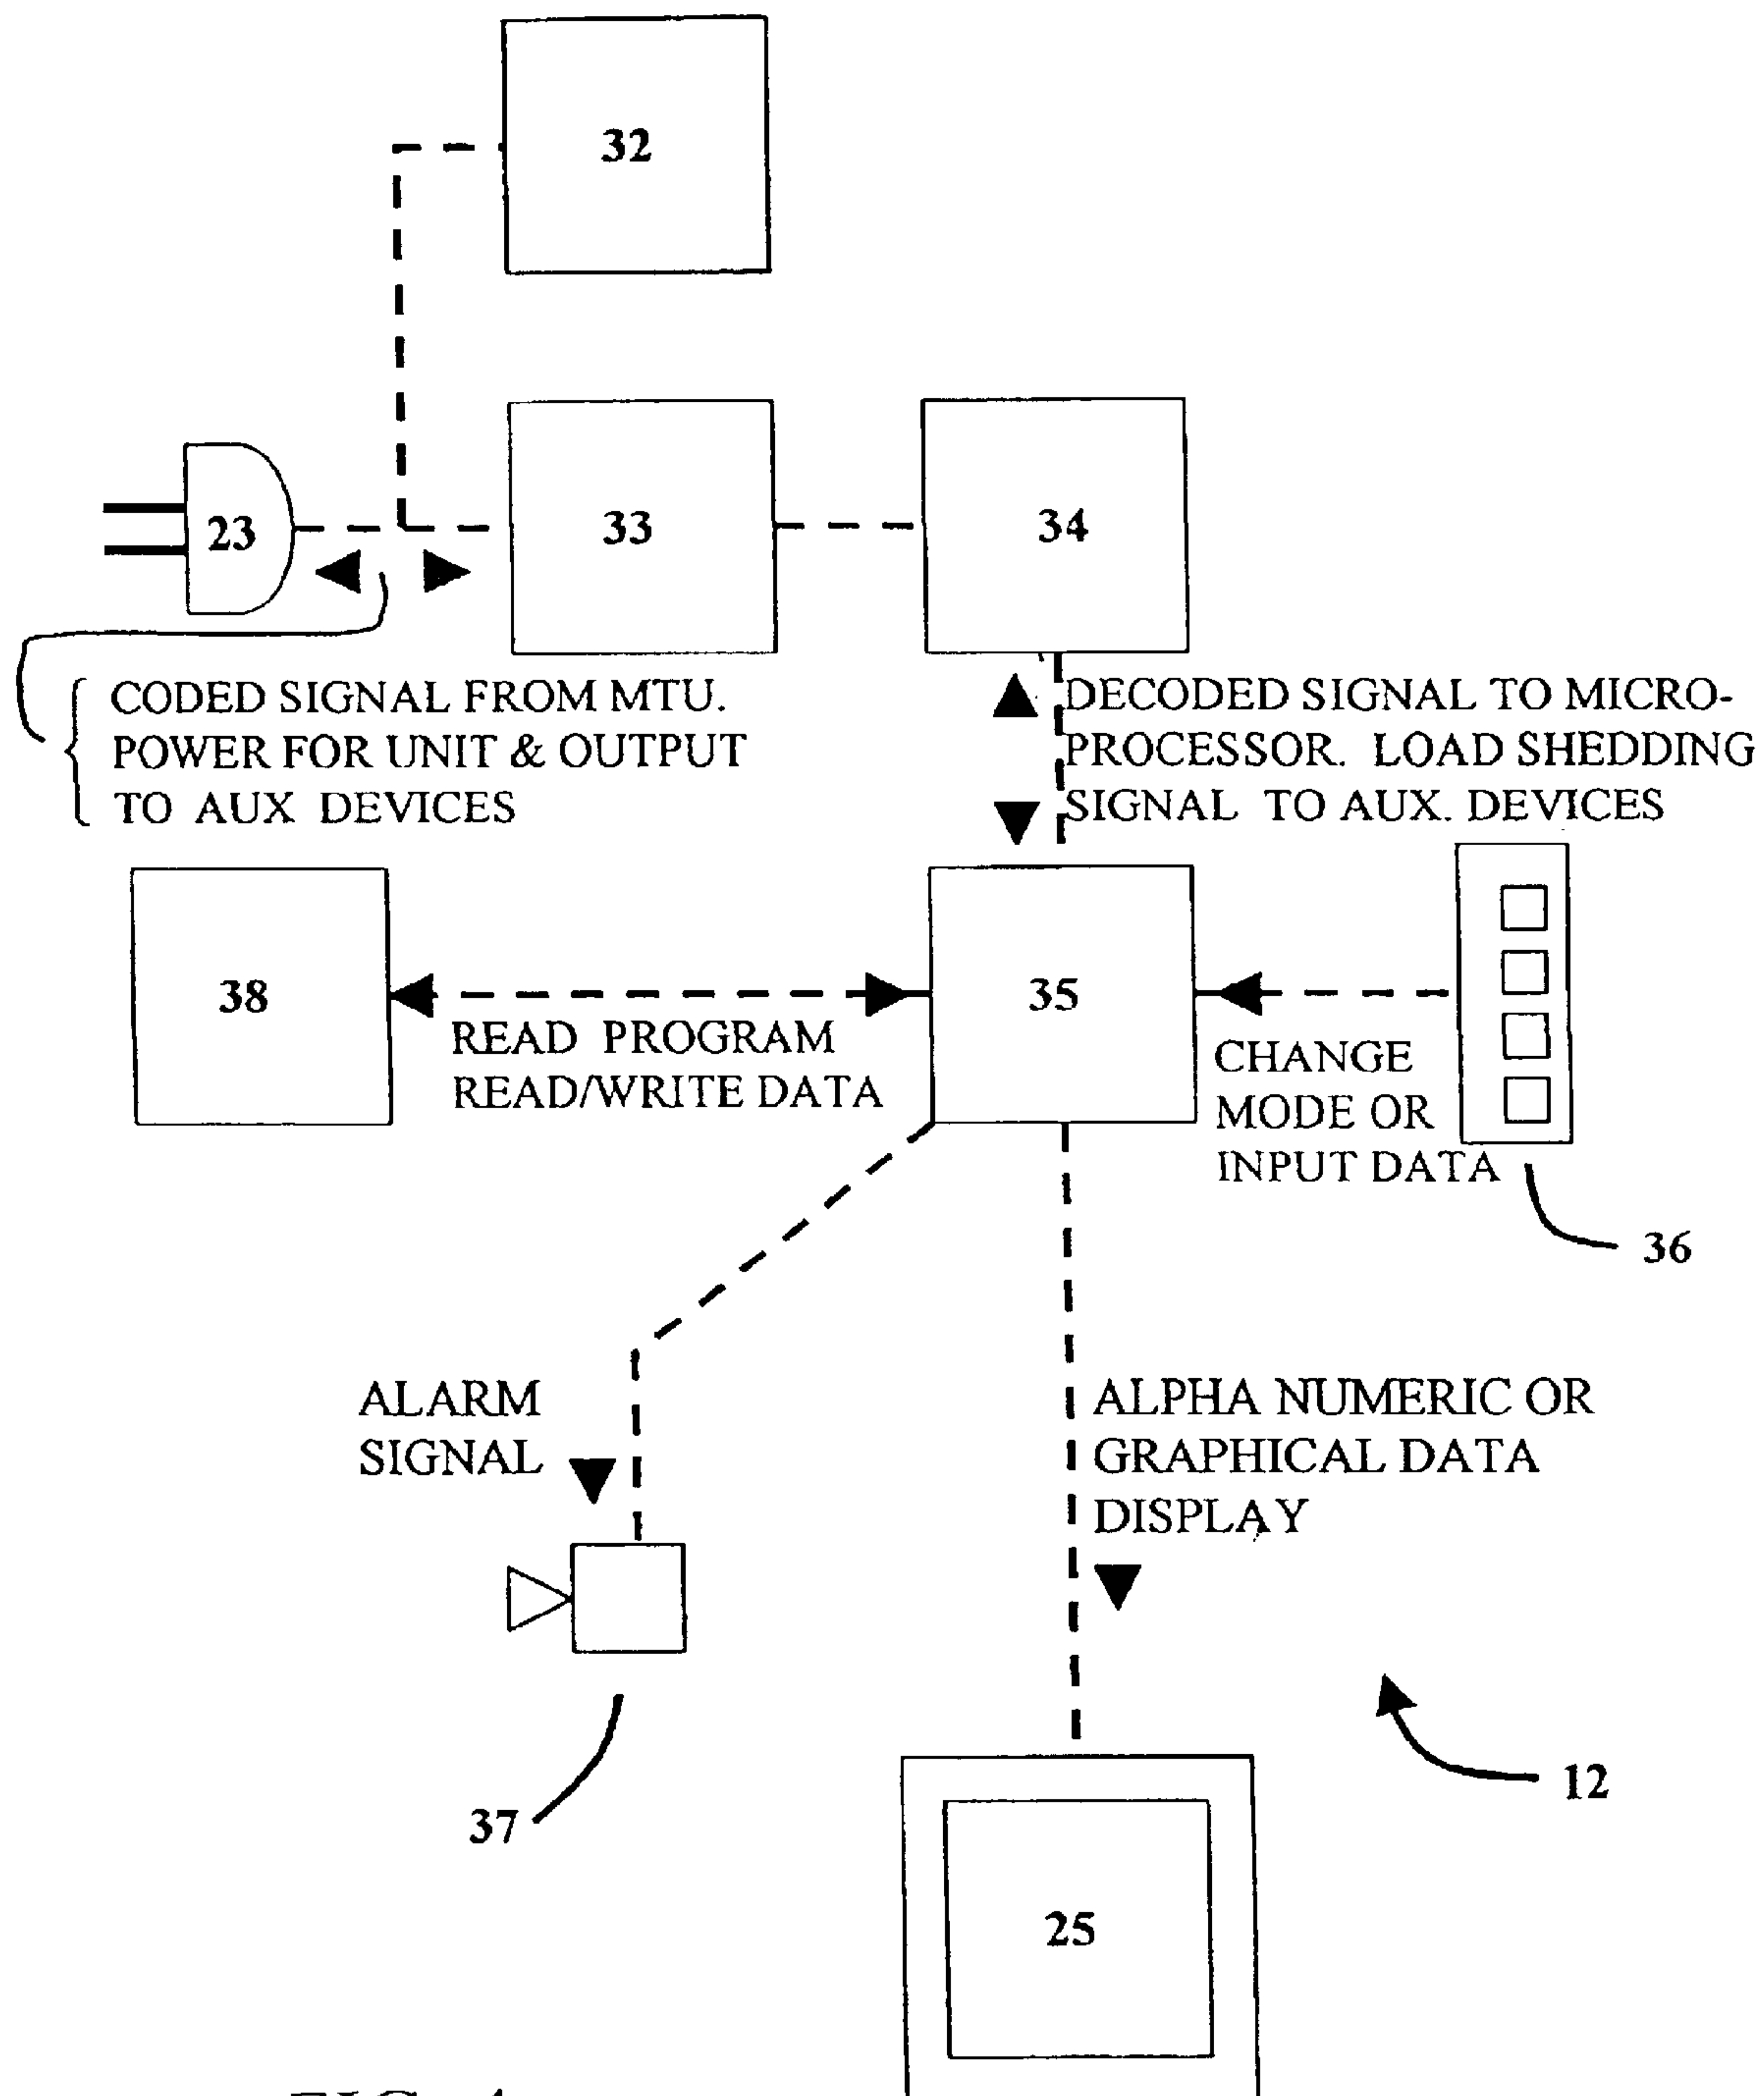 32
23
33
34
CODED SIGNAL FROM MTU.
POWER FOR UNIT & OUTPUT
TO AUX DEVICES
DECODED SIGNAL TO MICRO-
PROCESSOR. LOAD SHEDDING
SIGNAL TO AUX. DEVICES
38
READ PROGRAM
READ/WRITE DATA
35
CHANGE
MODE OR
INPUT DATA
36
ALARM
SIGNAL
ALPHA NUMERIC OR
GRAPHICAL DATA
DISPLAY
37
12
25